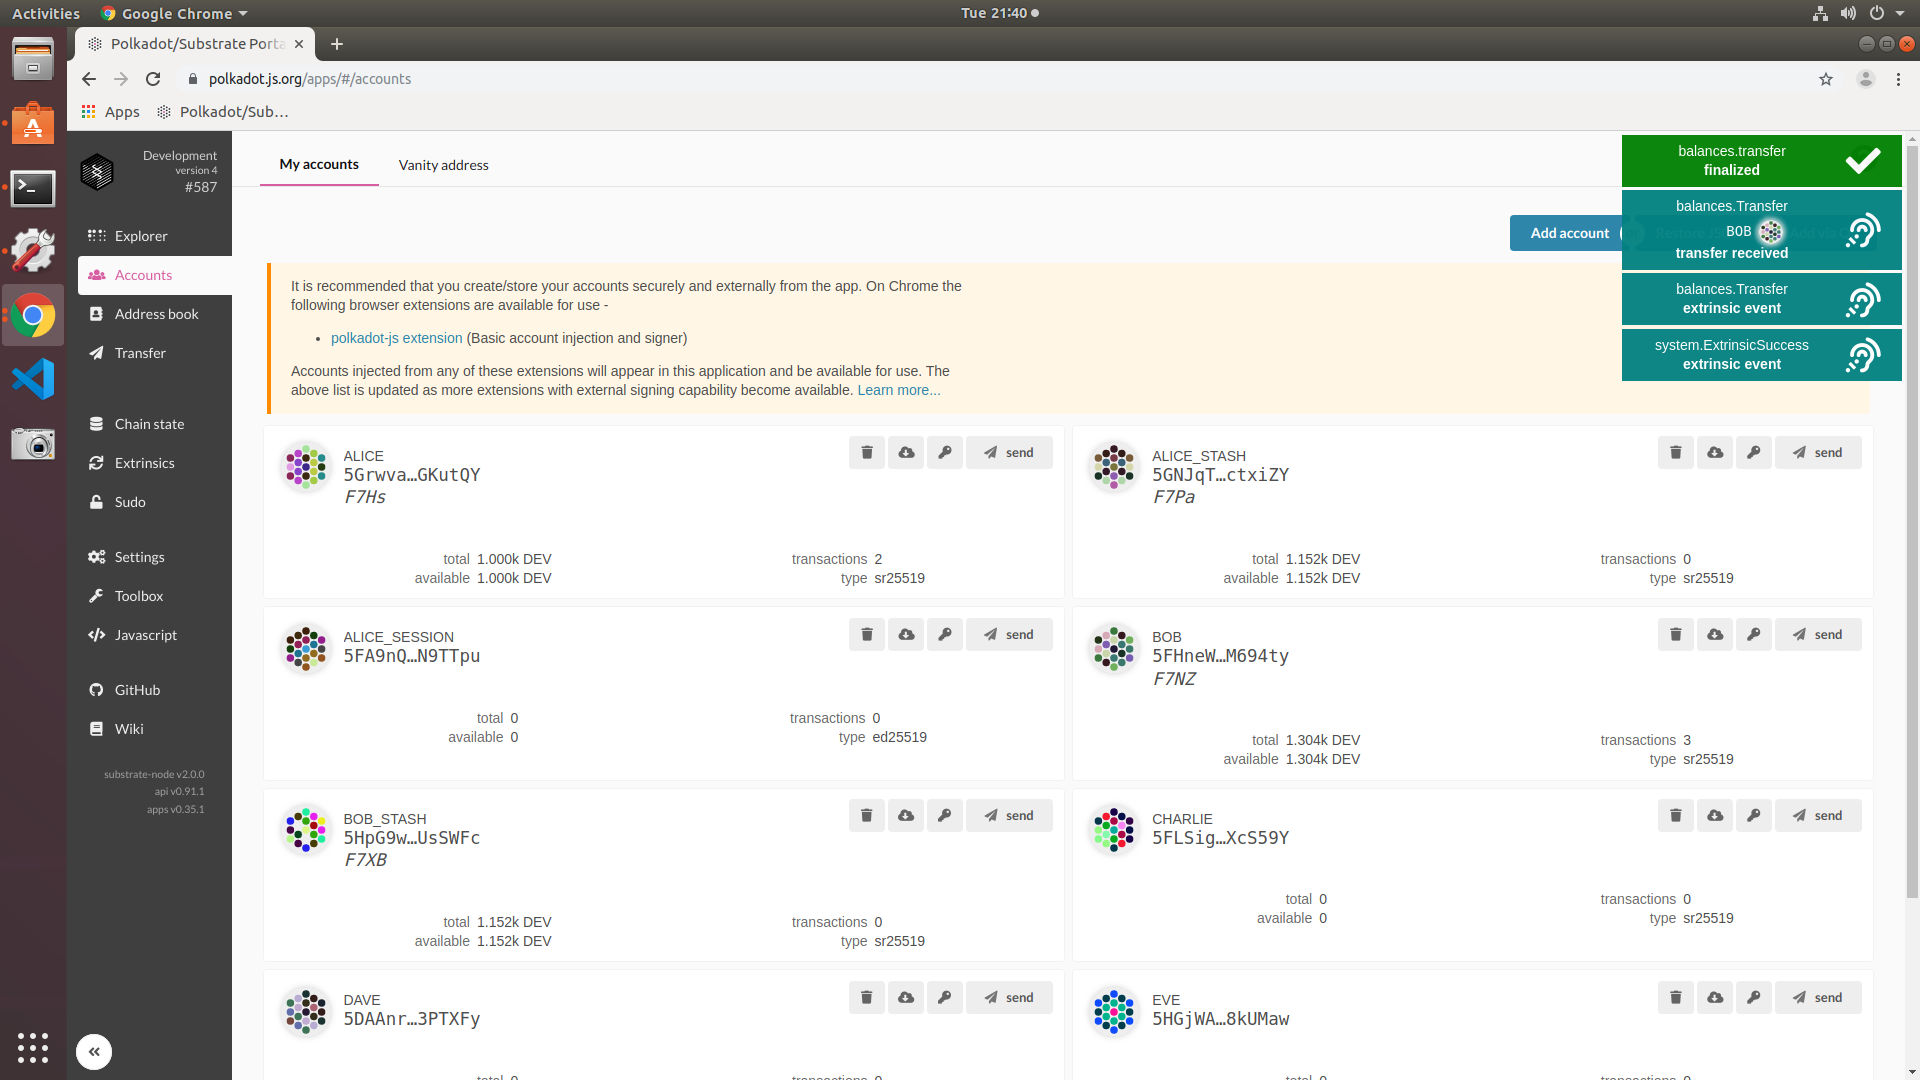 Activities
Google Chrome
Tue 21:40
Polkadot/Substrate Porta
polkadot.js.org/apps/#/accounts
Apps
Polkadot/Sub…
Development
version 4
#587
Explorer
Accounts
Address book
Transfer
Chain state
Extrinsics
Sudo
Settings
Toolbox
Javascript
GitHub
Wiki
substrate-node v2.0.0
api v0.91.1
apps v0.35.1
My accounts
Vanity address
Add account
balances.transfer
finalized
balances.Transfer
BOB
transfer received
balances.Transfer
extrinsic event
system.ExtrinsicSuccess
extrinsic event
It is recommended that you create/store your accounts securely and externally from the app. On Chrome the
following browser extensions are available for use -
• polkadot-js extension (Basic account injection and signer)
Accounts injected from any of these extensions will appear in this application and be available for use. The
above list is updated as more extensions with external signing capability become available. Learn more...
ALICE
5Grwva…GKutQY
F7Hs
send
total 1.000k DEV
available 1.000k DEV
transactions 2
type sr25519
ALICE_STASH
5GNJqT…ctxiZY
F7Pa
send
total 1.152k DEV
available 1.152k DEV
transactions 0
type sr25519
ALICE_SESSION
5FA9nQ…N9TTpu
send
total 0
available 0
transactions 0
type ed25519
BOB
5FHneW…M694ty
F7NZ
send
total 1.304k DEV
available 1.304k DEV
transactions 3
type sr25519
BOB_STASH
5HpG9w…UsSWFc
F7XB
send
total 1.152k DEV
available 1.152k DEV
transactions 0
type sr25519
CHARLIE
5FLSig…XcS59Y
send
total 0
available 0
transactions 0
type sr25519
DAVE
5DAAnr…3PTXFy
send
total 0
transactions 0
EVE
5HGjWA…8kUMaw
send
total 0
transactions 0